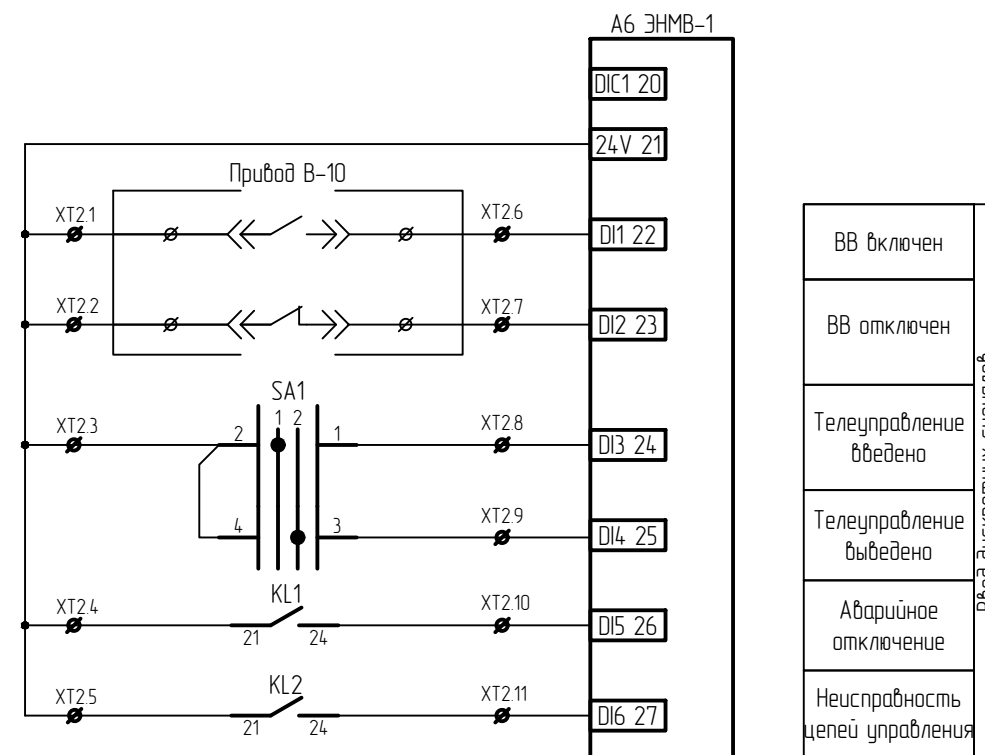 А6 ЭНМВ-1
DIC1 20
24V 21
Привод В-10
XT2.1
XT2.6
DI1 22
XT2.2
XT2.7
DI2 23
SA1
1 2
XT2.3
2
1
XT2.8
DI3 24
4
3
XT2.9
DI4 25
KL1
XT2.4
21
24
XT2.10
DI5 26
KL2
XT2.5
21
24
XT2.11
DI6 27
ВВ включен
ВВ отключен
Телеуправление
введено
Телеуправление
выведено
Аварийное
отключение
Неисправность
цепей управления